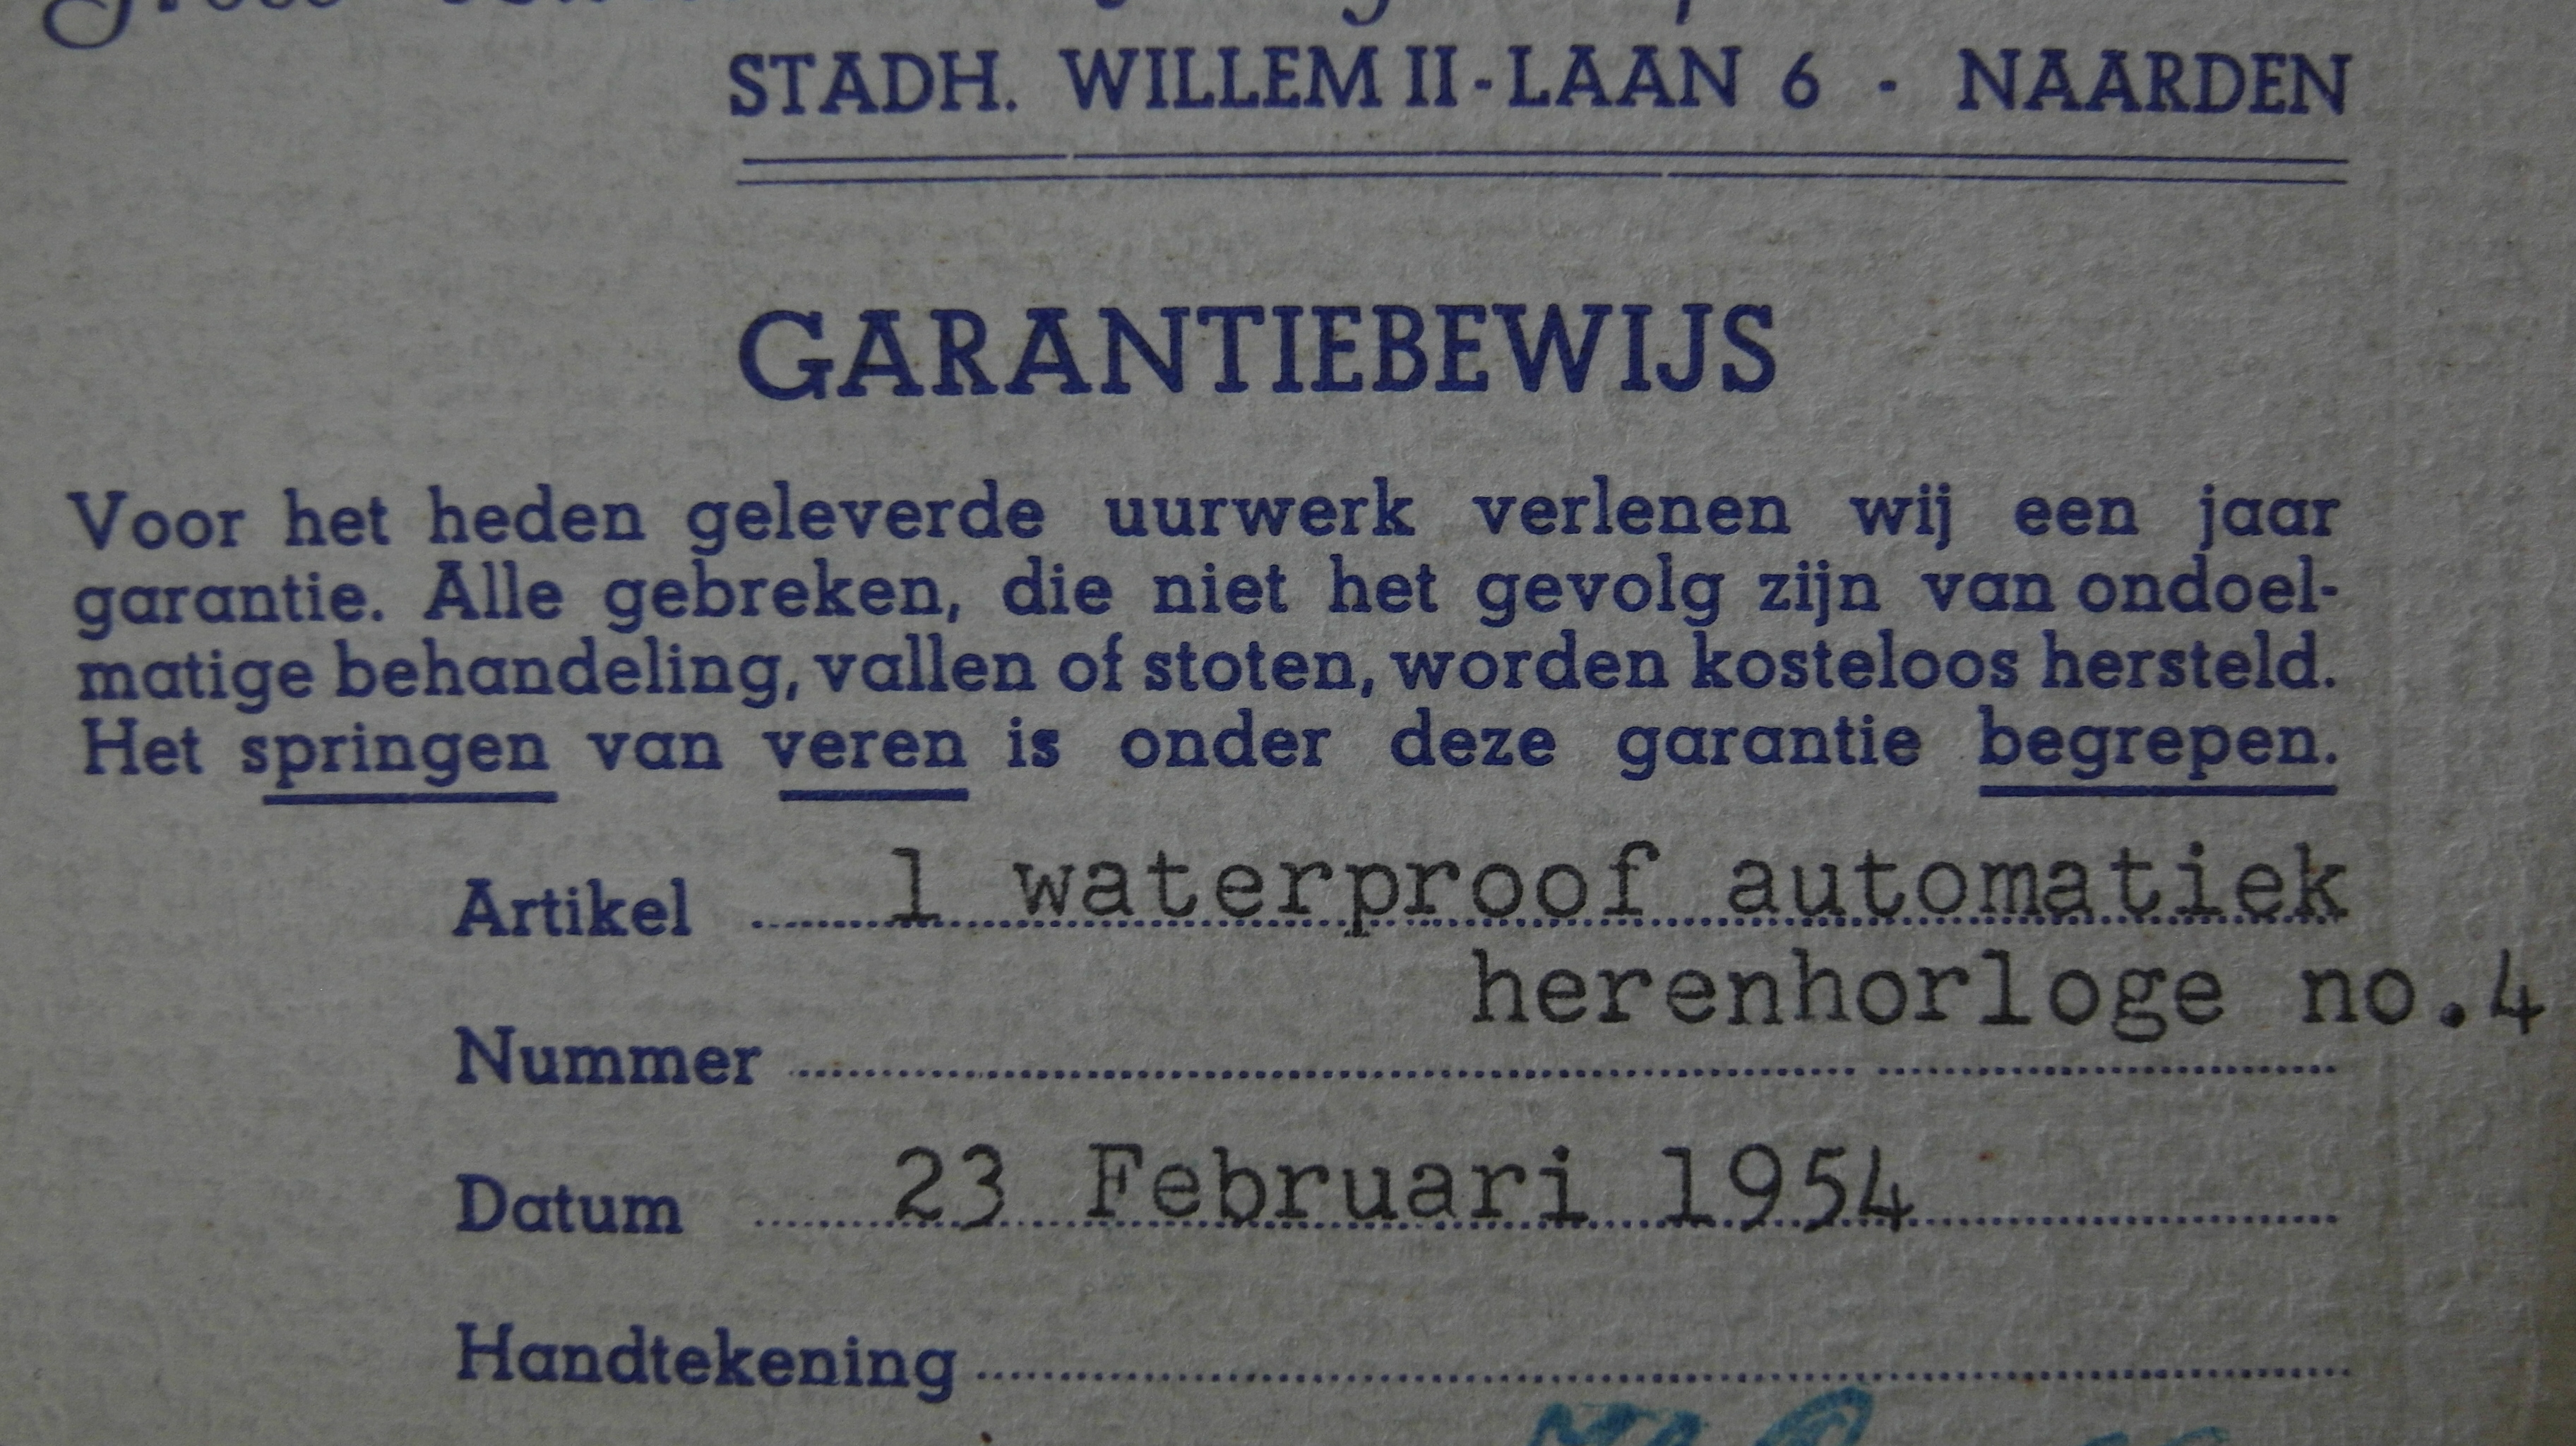 STADH. WILLEM II-LAAN 6 - NAARDEN
GARANTIEBEWIJS
Voor het heden geleverde uurwerk verlenen wij een jaar
garantie. Alle gebreken, die niet het gevolg zijn van ondoel-
matige behandeling, vallen of stoten, worden kosteloos hersteld.
Het springen van veren is onder deze garantie begrepen.
Artikel 1 waterproof automatiek
herenhorloge no.4
Nummer
Datum 23 Februari 1954
Handtekening